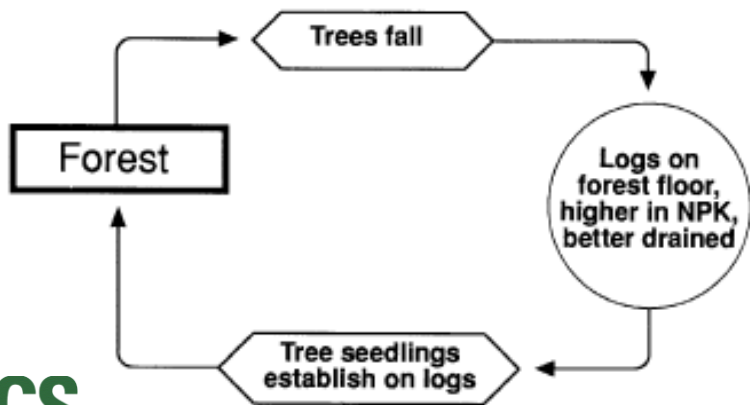 Trees fall
Forest
Logs on
forest floor,
higher in NPK,
better drained
Tree seedlings
establish on logs